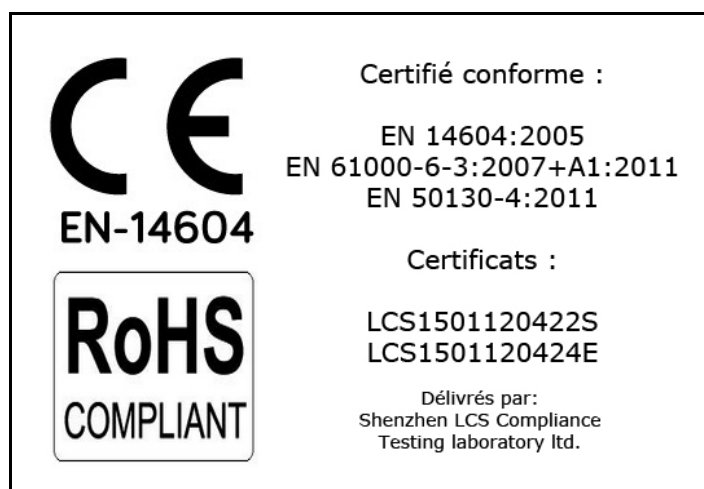 CE
EN-14604
RoHS
COMPLIANT
Certifié conforme :
EN 14604:2005
EN 61000-6-3:2007+A1:2011
EN 50130-4:2011
Certificats :
LCS1501120422S
LCS1501120424E
Délivrés par:
Shenzhen LCS Compliance
Testing laboratory ltd.